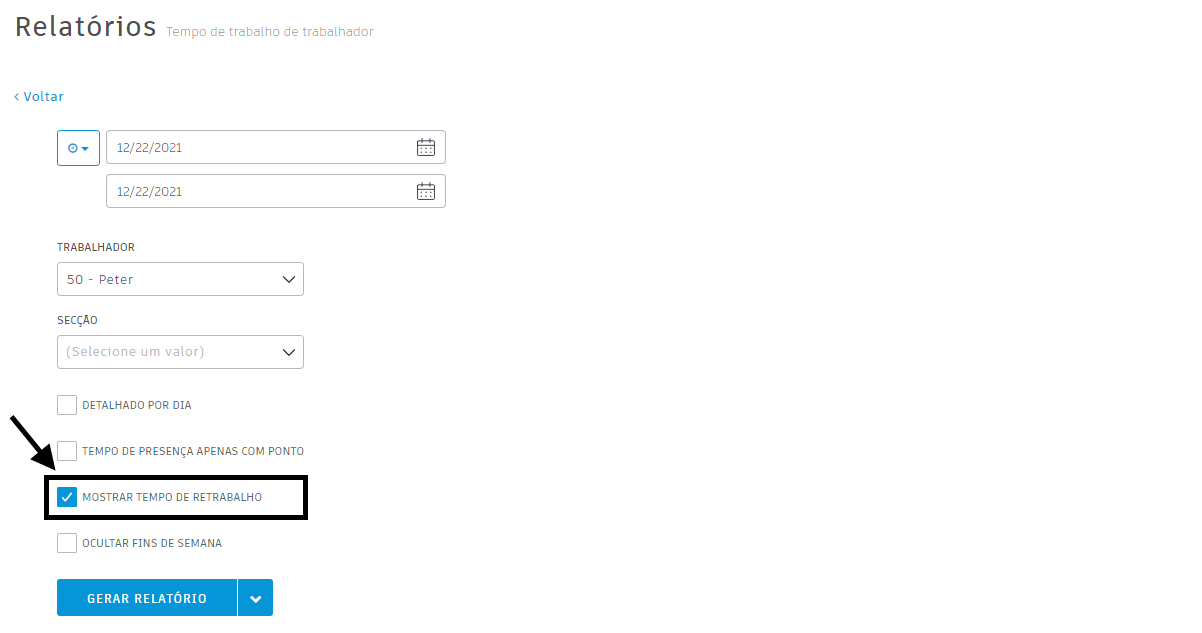 Relatórios Tempo de trabalho de trabalhador
< Voltar
12/22/2021
12/22/2021
TRABALHADOR
50 - Peter
SECÇÃO
(Selecione um valor)
DETALHADO POR DIA
TEMPO DE PRESENÇA APENAS COM PONTO
MOSTRAR TEMPO DE RETRABALHO
OCULTAR FINS DE SEMANA
GERAR RELATÓRIO